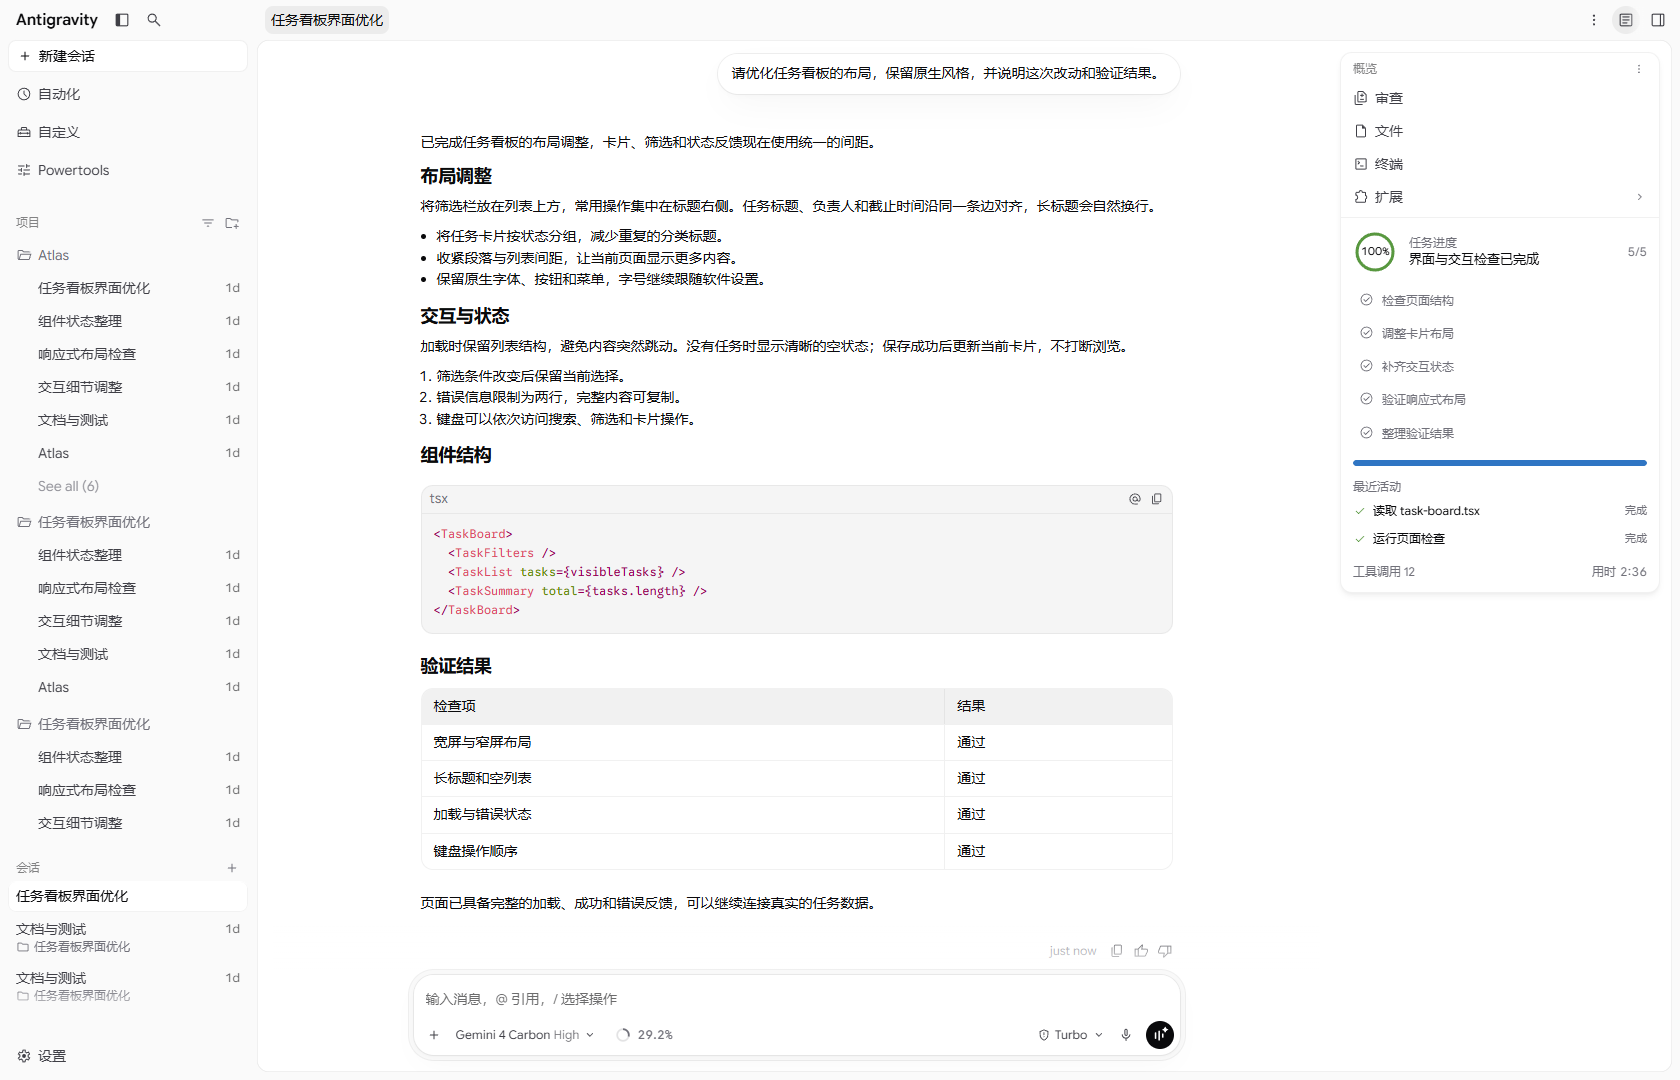 Antigravity
新建会话
自动化
自定义
Powertools
项目
Atlas
任务看板界面优化 1d
组件状态整理 1d
响应式布局检查 1d
交互细节调整 1d
文档与测试 1d
Atlas 1d
See all (6)
任务看板界面优化
组件状态整理 1d
响应式布局检查 1d
交互细节调整 1d
文档与测试 1d
Atlas 1d
任务看板界面优化
组件状态整理 1d
响应式布局检查 1d
交互细节调整 1d
会话
任务看板界面优化
文档与测试 1d
任务看板界面优化
文档与测试 1d
任务看板界面优化
设置
任务看板界面优化
请优化任务看板的布局，保留原生风格，并说明这次改动和验证结果。
已完成任务看板的布局调整，卡片、筛选和状态反馈现在使用统一的间距。
布局调整
将筛选栏放在列表上方，常用操作集中在标题右侧。任务标题、负责人和截止时间沿同一条边对齐，长标题会自然换行。
• 将任务卡片按状态分组，减少重复的分类标题。
• 收紧段落与列表间距，让当前页面显示更多内容。
• 保留原生字体、按钮和菜单，字号继续跟随软件设置。
交互与状态
加载时保留列表结构，避免内容突然跳动。没有任务时显示清晰的空状态；保存成功后更新当前卡片，不打断浏览。
1. 筛选条件改变后保留当前选择。
2. 错误信息限制为两行，完整内容可复制。
3. 键盘可以依次访问搜索、筛选和卡片操作。
组件结构
tsx
<TaskBoard>
<TaskFilters />
<TaskList tasks={visibleTasks} />
<TaskSummary total={tasks.length} />
</TaskBoard>
验证结果
检查项 结果
宽屏与窄屏布局 通过
长标题和空列表 通过
加载与错误状态 通过
键盘操作顺序 通过
页面已具备完整的加载、成功和错误反馈，可以继续连接真实的任务数据。
just now
输入消息，@ 引用，/ 选择操作
Gemini 4 Carbon High 29.2% Turbo
概览
审查
文件
终端
扩展
100%
任务进度
界面与交互检查已完成 5/5
检查页面结构
调整卡片布局
补齐交互状态
验证响应式布局
整理验证结果
最近活动
读取 task-board.tsx 完成
运行页面检查 完成
工具调用 12 用时 2:36